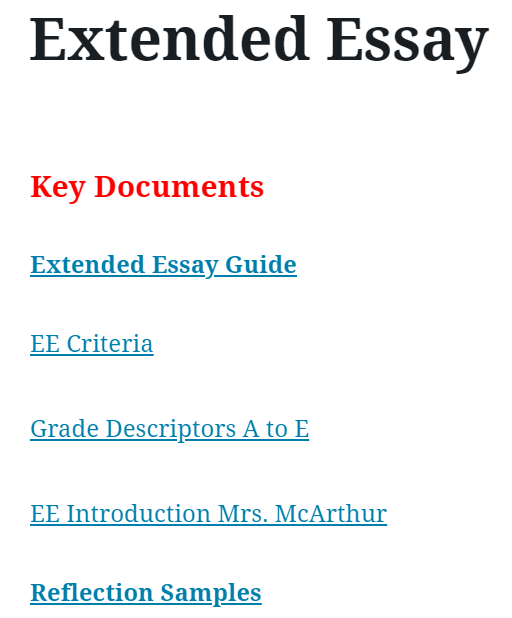 Extended Essay
Key Documents
Extended Essay Guide
EE Criteria
Grade Descriptors A to E
EE Introduction Mrs. McArthur
Reflection Samples